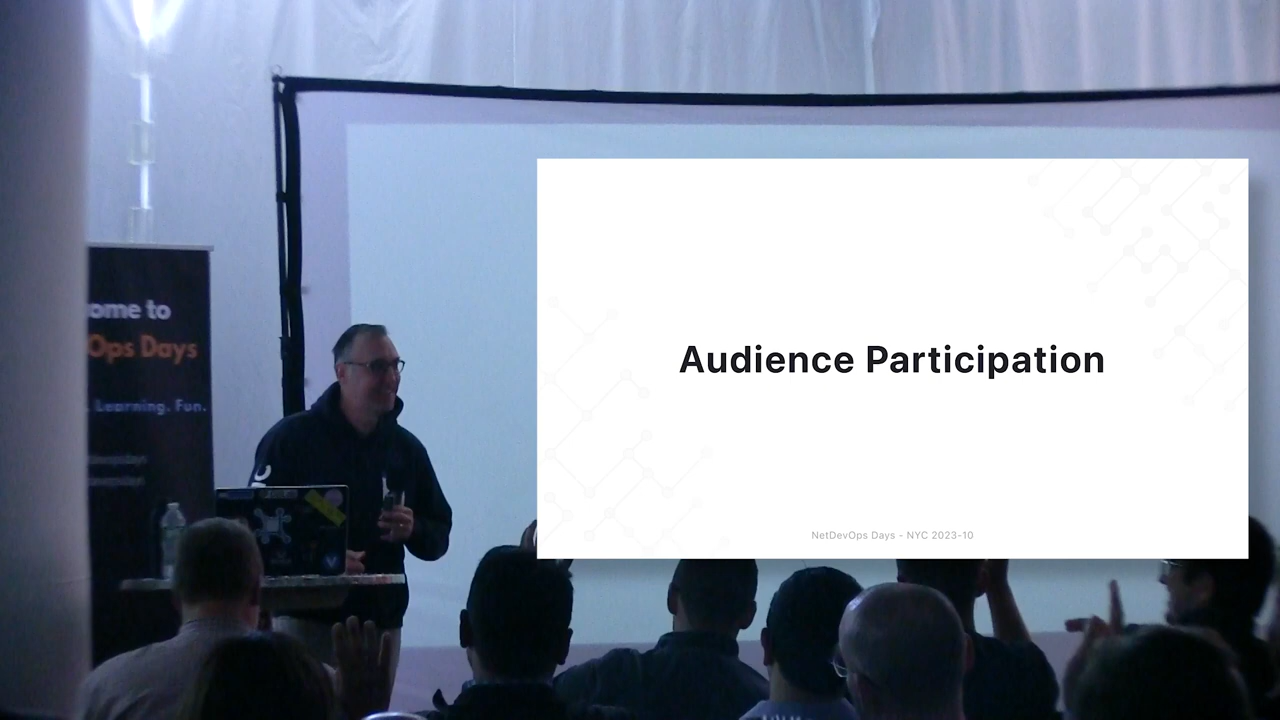 ome to
Ops Days
. Learning. Fun.
Audience Participation
NetDevOps Days - NYC 2023-10